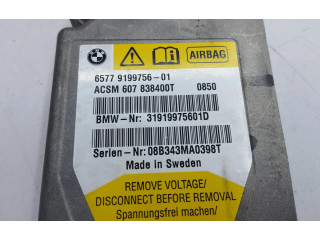 BMW
AIRBAG
6577 9199756-01
ACSM 607 838400T 0850
BMW-Nr: 31919975601D
Serien-Nr: 08B343MA0398T
Made in Sweden
REMOVE VOLTAGE/
DISCONNECT BEFORE REMOVAL
Spannungsfrei machen/